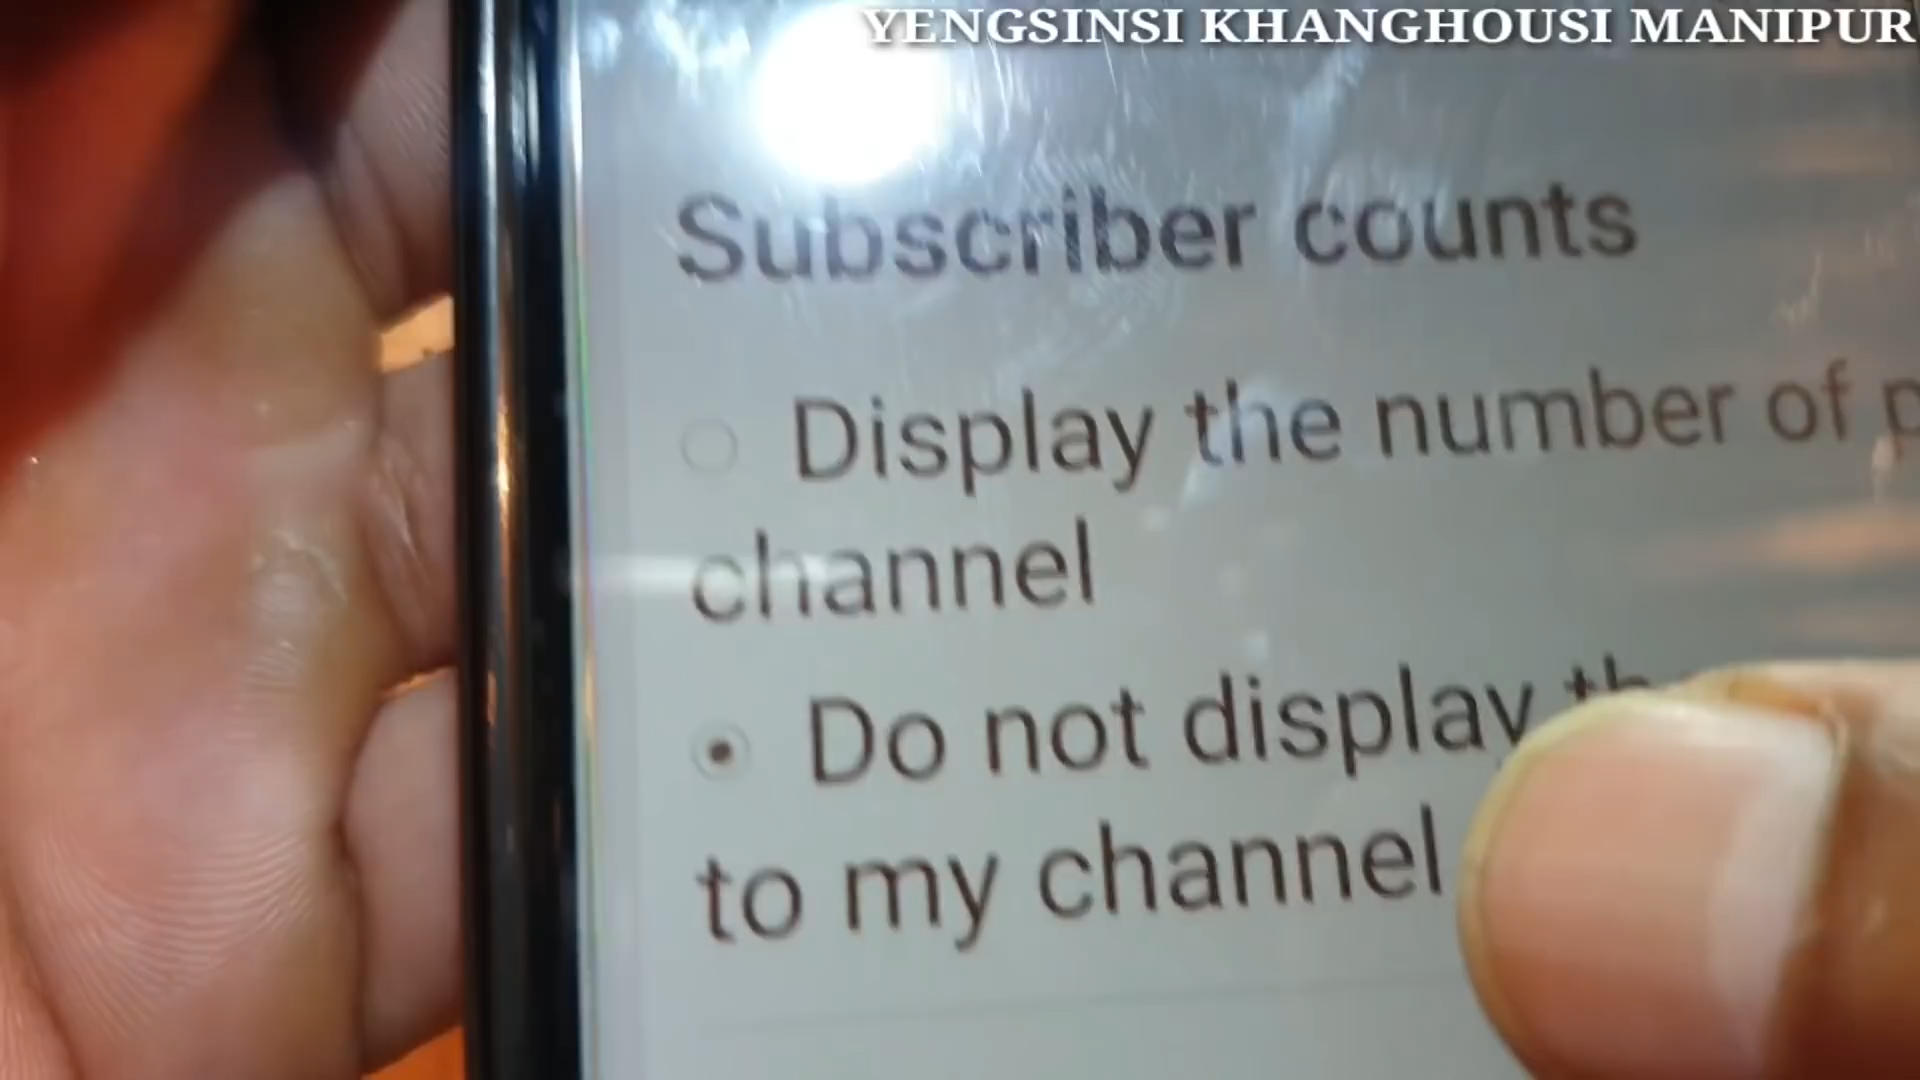 YENGSINSI KHANGHOUSI MANIPUR
Subscriber counts
Display the number of
channel
Do not display
to my channel